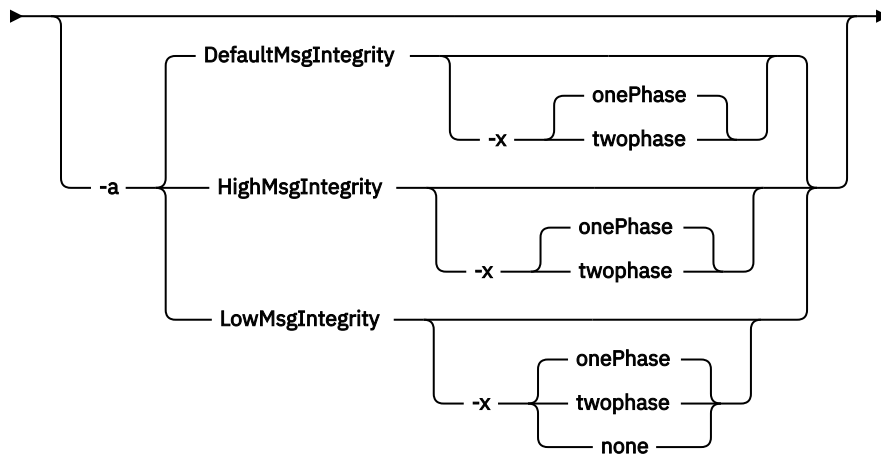 DefaultMsgIntegrity
onePhase
-x twophase
-a HighMsgIntegrity
onePhase
-x twophase
LowMsgIntegrity
onePhase
-x twophase
none